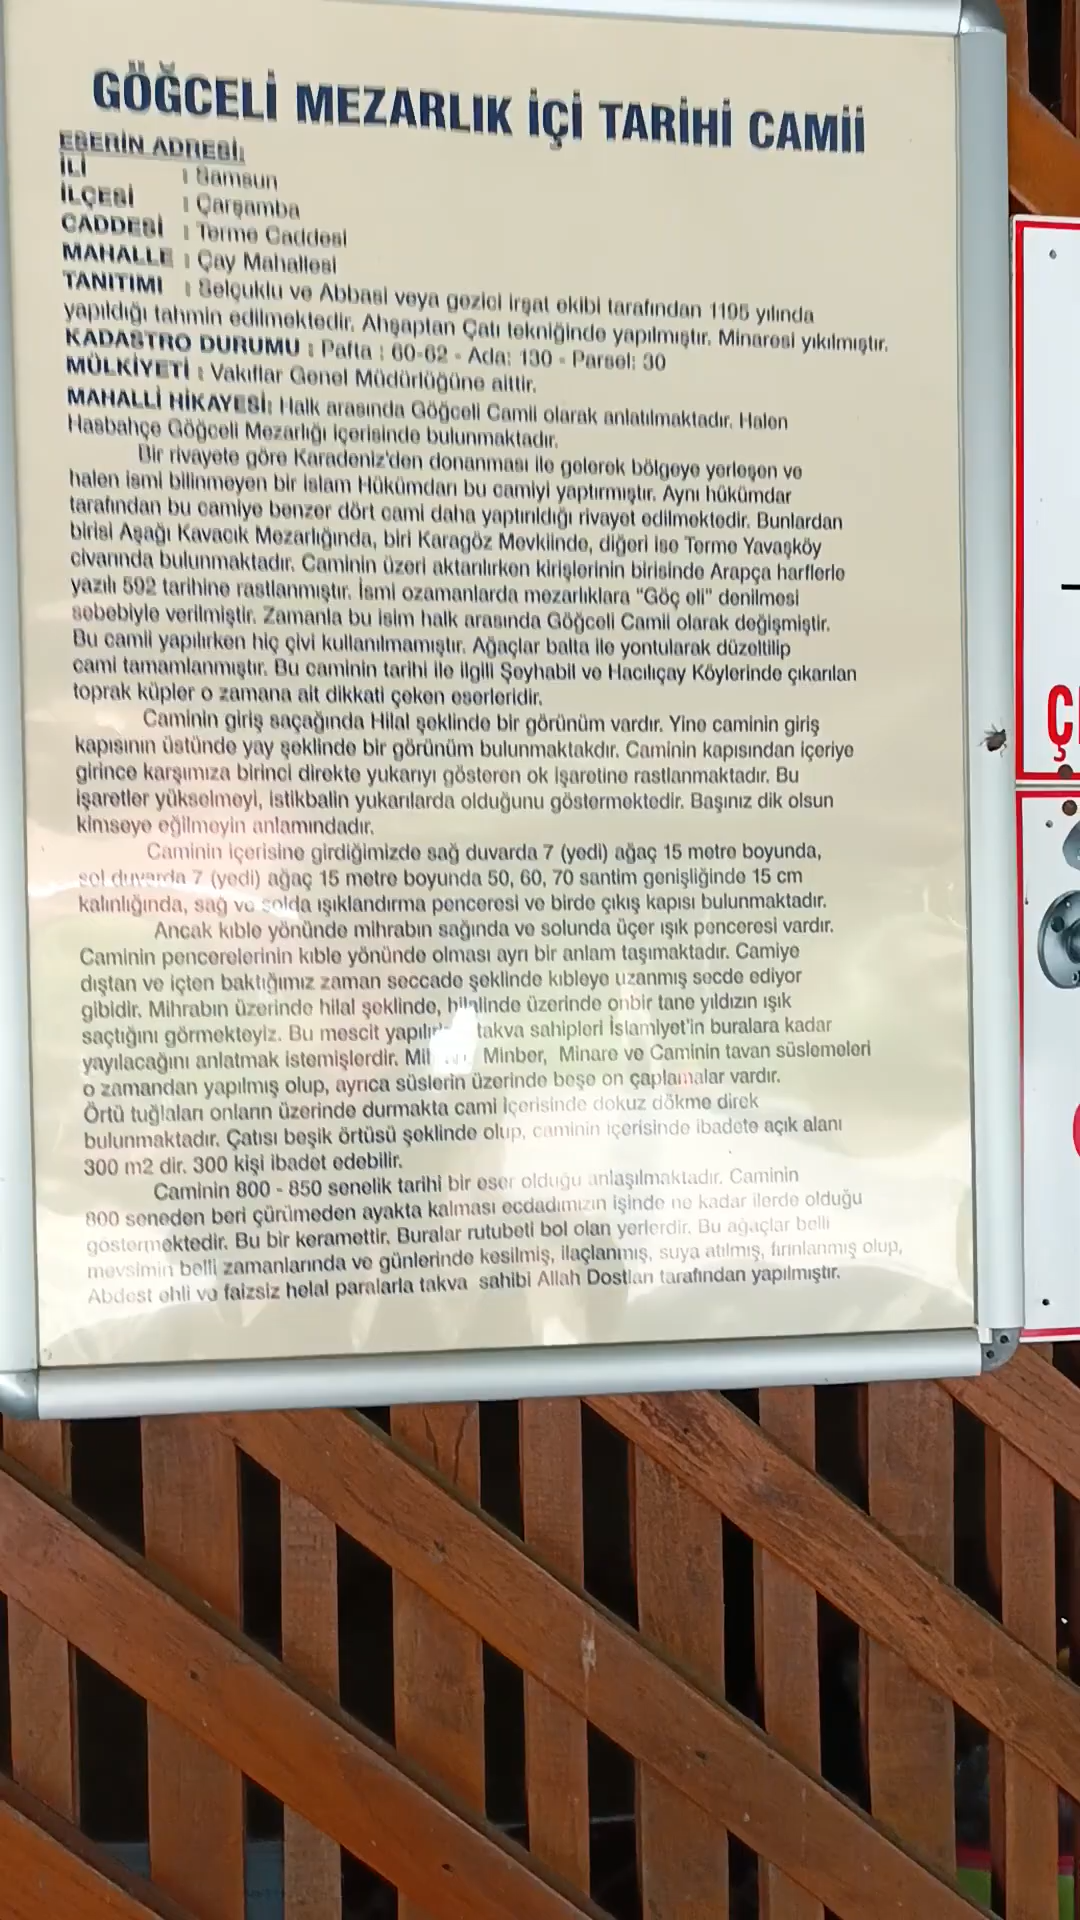 GÖĞCELİ MEZARLIK İÇİ TARİHİ CAMİİ
ESERİN ADRESİ:
İLİ : Samsun
İLÇESİ : Çarşamba
CADDESİ : Terme Caddesi
MAHALLE : Çay Mahallesi
TANITIMI : Selçuklu ve Abbasi veya gezici irşat ekibi tarafından 1195 yılında
yapıldığı tahmin edilmektedir. Ahşaptan Çatı tekniğinde yapılmıştır. Minaresi yıkılmıştır.
KADASTRO DURUMU : Pafta : 60-62 - Ada: 130 - Parsel: 30
MÜLKİYETİ : Vakıflar Genel Müdürlüğüne aittir.
MAHALLİ HİKAYESİ: Halk arasında Göğceli Camii olarak anlatılmaktadır. Halen
Hasbahçe Göğceli Mezarlığı içerisinde bulunmaktadır.
Bir rivayete göre Karadeniz'den donanması ile gelerek bölgeye yerleşen ve
halen ismi bilinmeyen bir islam Hükümdarı bu camiyi yaptırmıştır. Aynı hükümdar
tarafından bu camiye benzer dört cami daha yaptırıldığı rivayet edilmektedir. Bunlardan
birisi Aşağı Kavacık Mezarlığında, biri Karagöz Mevkiinde, diğeri ise Terme Yavaşköy
civarında bulunmaktadır. Caminin üzeri aktarılırken kirişlerinin birisinde Arapça harflerle
yazılı 592 tarihine rastlanmıştır. İsmi ozamanlarda mezarlıklara "Göç eli" denilmesi
sebebiyle verilmiştir. Zamanla bu isim halk arasında Göğceli Camii olarak değişmiştir.
Bu camii yapılırken hiç çivi kullanılmamıştır. Ağaçlar balta ile yontularak düzeltilip
cami tamamlanmıştır. Bu caminin tarihi ile ilgili Şeyhabil ve Hacılıçay Köylerinde çıkarılan
toprak küpler o zamana ait dikkati çeken eserleridir.
Caminin giriş saçağında Hilal şeklinde bir görünüm vardır. Yine caminin giriş
kapısının üstünde yay şeklinde bir görünüm bulunmaktakdır. Caminin kapısından içeriye
girince karşımıza birinci direkte yukarıyı gösteren ok işaretine rastlanmaktadır. Bu
işaretler yükselmeyi, istikbalin yukarılarda olduğunu göstermektedir. Başınız dik olsun
kimseye eğilmeyin anlamındadır.
Caminin içerisine girdiğimizde sağ duvarda 7 (yedi) ağaç 15 metre boyunda,
sol duvarda 7 (yedi) ağaç 15 metre boyunda 50, 60, 70 santim genişliğinde 15 cm
kalınlığında, sağ ve solda ışıklandırma penceresi ve birde çıkış kapısı bulunmaktadır.
Ancak kıble yönünde mihrabın sağında ve solunda üçer ışık penceresi vardır.
Caminin pencerelerinin kıble yönünde olması ayrı bir anlam taşımaktadır. Camiye
dıştan ve içten baktığımız zaman seccade şeklinde kıbleye uzanmış secde ediyor
gibidir. Mihrabın üzerinde hilal şeklinde, hilalinde üzerinde onbir tane yıldızın ışık
saçtığını görmekteyiz. Bu mescit takva sahipleri İslamiyet'in buralara kadar
yayılacağını anlatmak istemişlerdir. Minber, Minare ve Caminin tavan süslemeleri
o zamandan yapılmış olup, ayrıca süslerin üzerinde beşe on çaplamalar vardır.
Örtü tuğlaları onların üzerinde durmakta cami içerisinde dokuz dökme direk
bulunmaktadır. Çatısı beşik örtüsü şeklinde olup, caminin içerisinde ibadete açık alanı
300 m2 dir. 300 kişi ibadet edebilir.
Caminin 800 - 850 senelik tarihi bir eser olduğu anlaşılmaktadır. Caminin
800 seneden beri çürümeden ayakta kalması ecdadımızın işinde ne kadar ilerde olduğu
göstermektedir. Bu bir keramettir. Buralar rutubeti bol olan yerlerdir. Bu ağaçlar belli
mevsimin belli zamanlarında ve günlerinde kesilmiş, ilaçlanmış, suya atılmış, fırınlanmış olup,
Abdest ehli ve faizsiz helal paralarla takva sahibi Allah Dostları tarafından yapılmıştır.